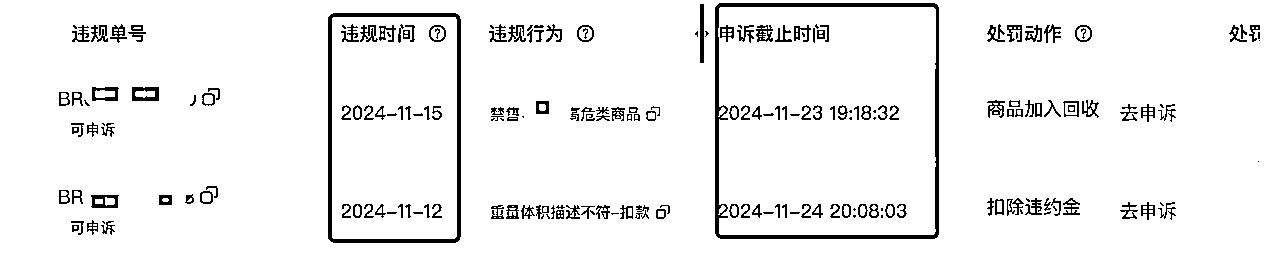 违规单号 违规时间 ? 违规行为 ? 申诉截止时间 处罚动作 ? 处罚
BR
2024-11-15 禁售、 高危类商品 2024-11-23 19:18:32 商品加入回收 去申诉
可申诉
BR
2024-11-12 重量体积描述不符-扣款 2024-11-24 20:08:03 扣除违约金 去申诉
可申诉